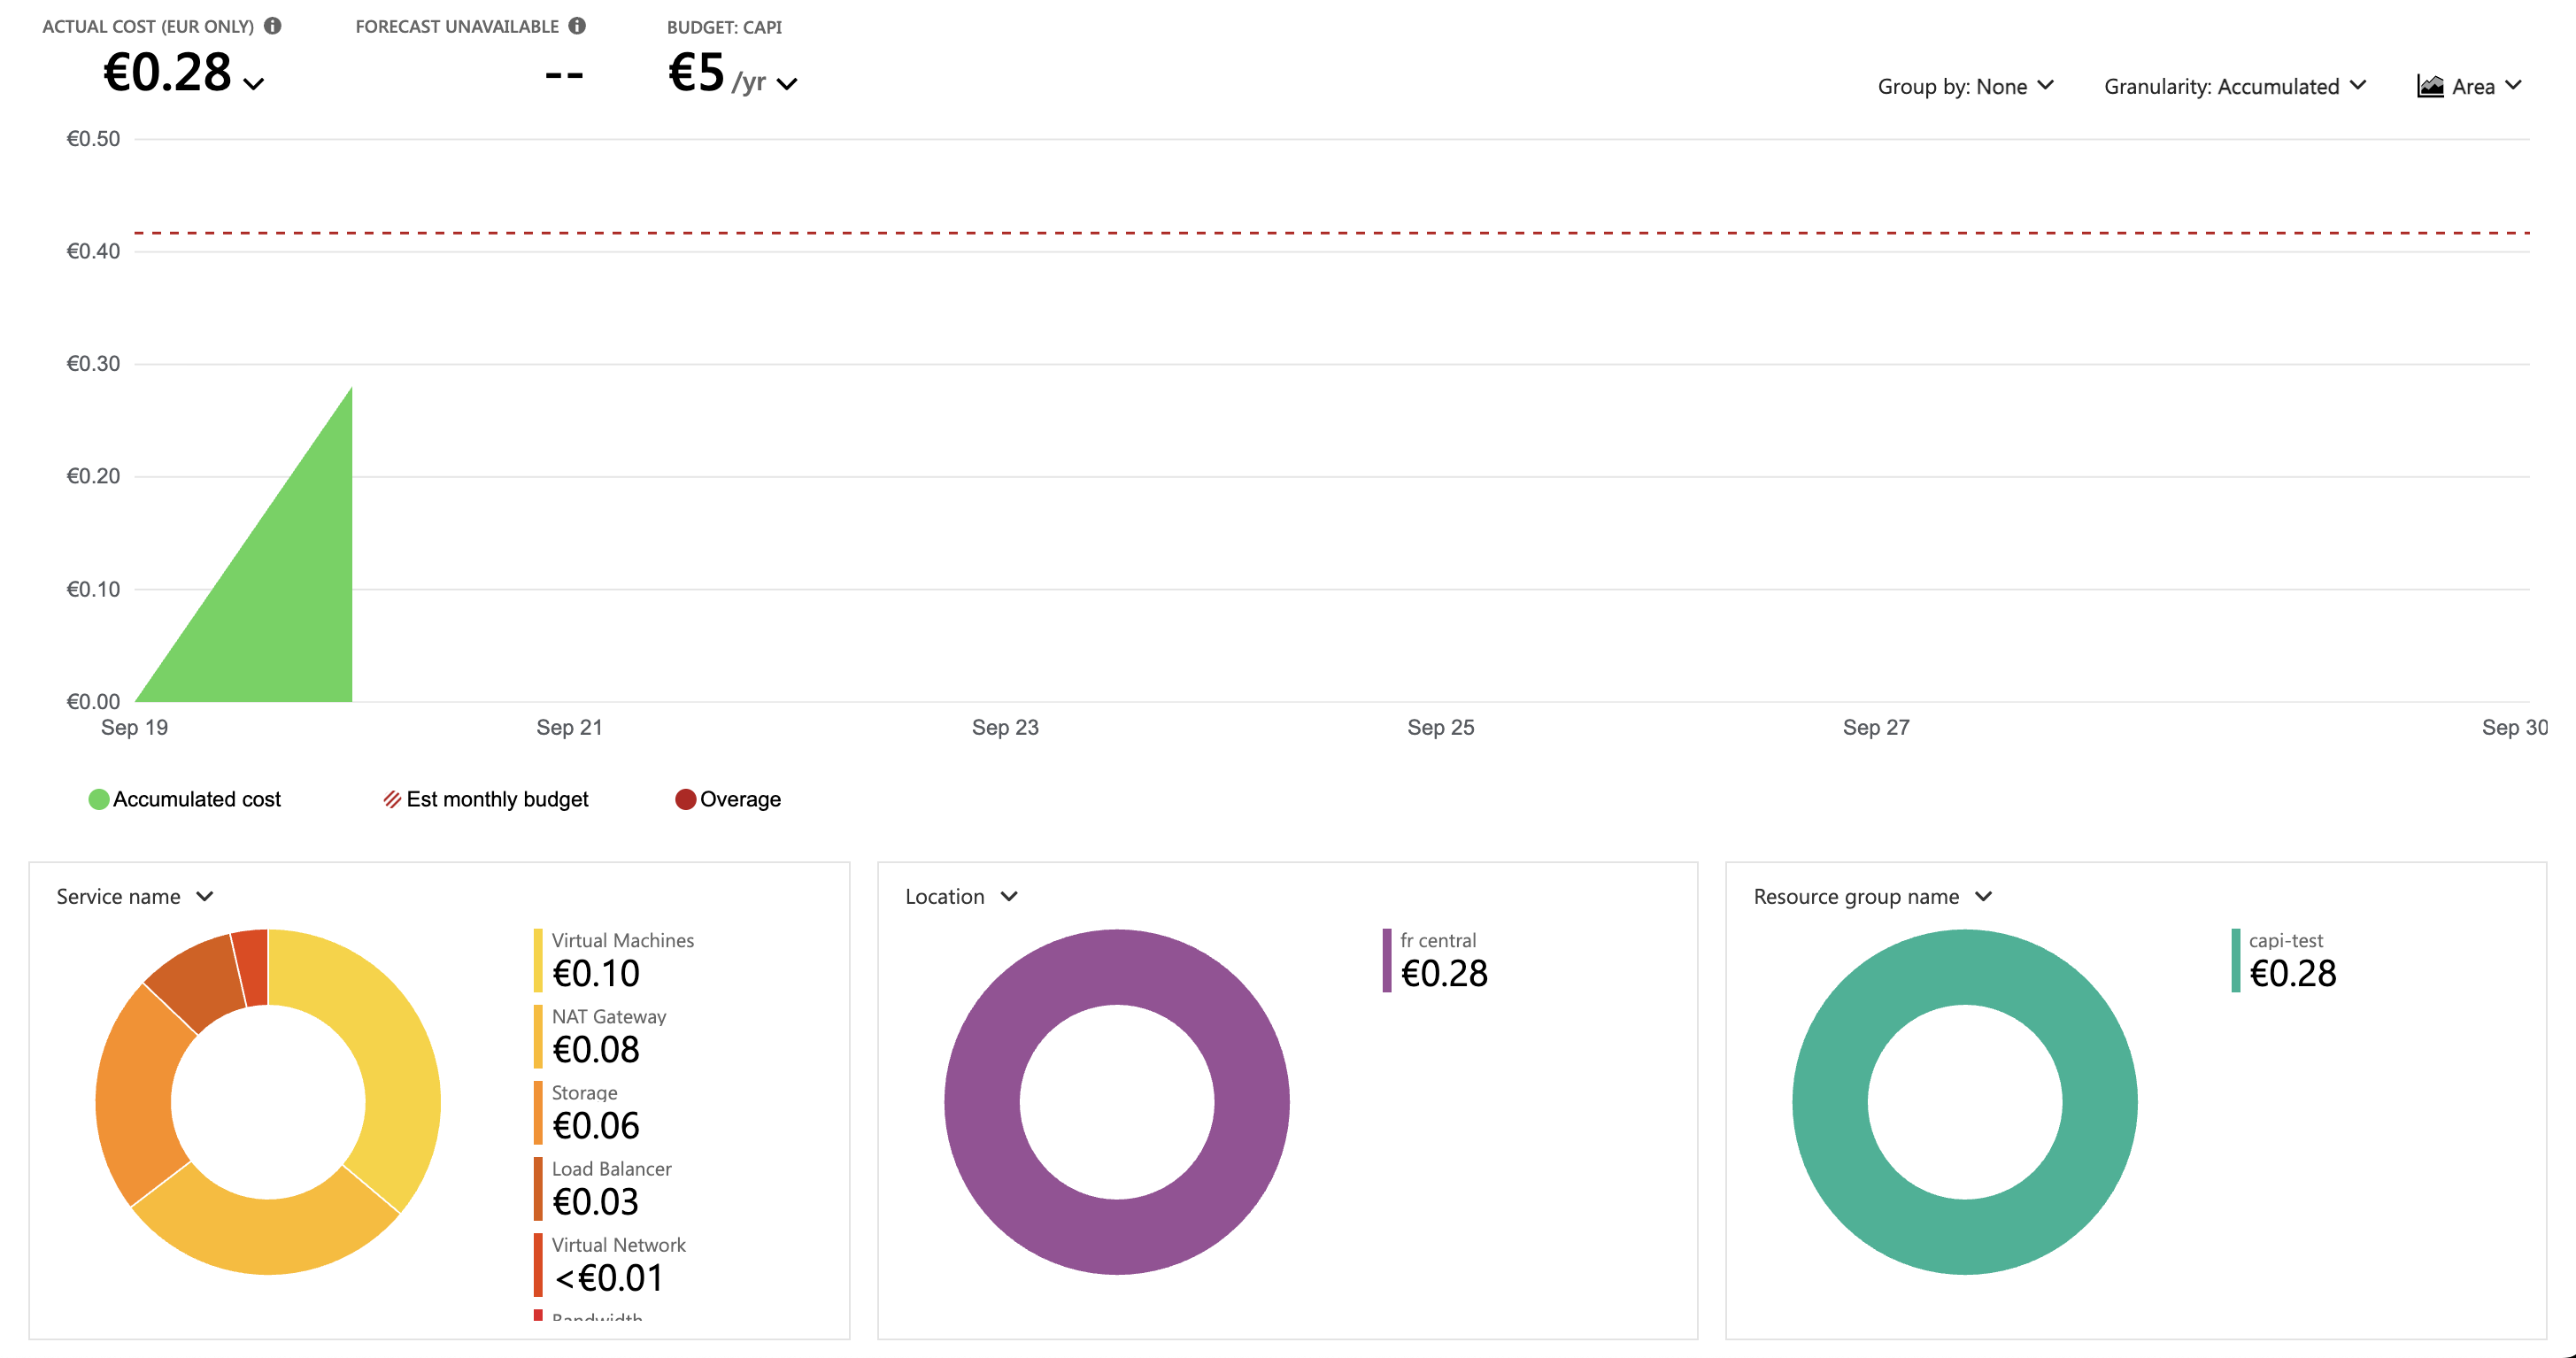 ACTUAL COST (EUR ONLY)
€0.28
FORECAST UNAVAILABLE
--
BUDGET: CAPI
€5 /yr
Group by: None
Granularity: Accumulated
Area
€0.50
€0.40
€0.30
€0.20
€0.10
€0.00
Sep 19
Sep 21
Sep 23
Sep 25
Sep 27
Sep 30
Accumulated cost
Est monthly budget
Overage
Service name
Virtual Machines
€0.10
NAT Gateway
€0.08
Storage
€0.06
Load Balancer
€0.03
Virtual Network
<€0.01
Bandwidth
Location
fr central
€0.28
Resource group name
capi-test
€0.28